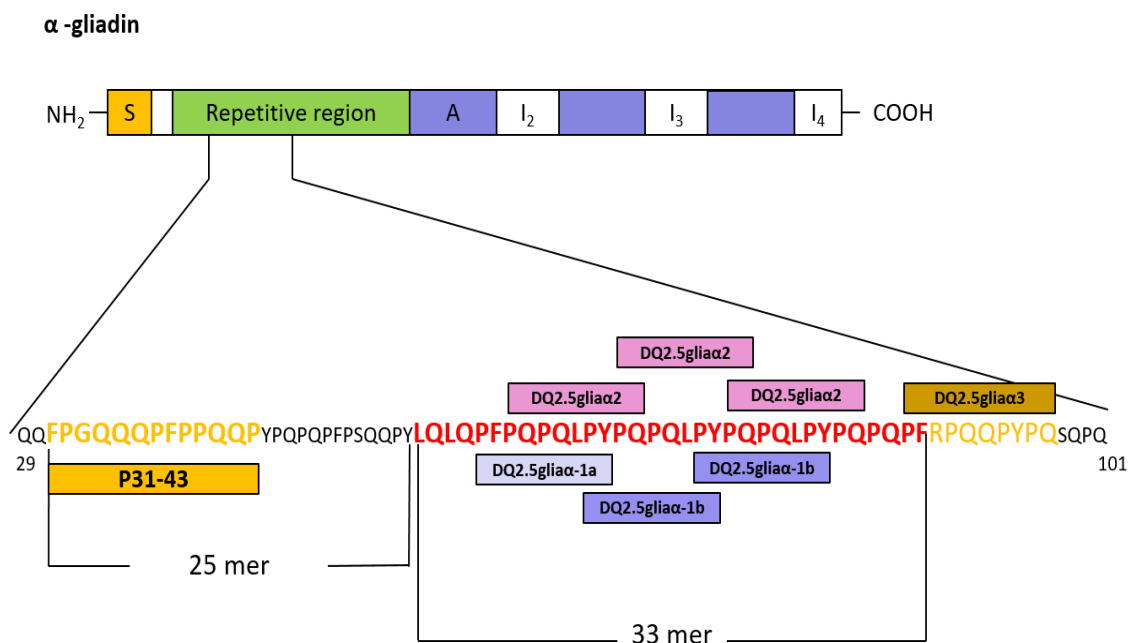 α -gliadin
NH2 S Repetitive region A I2 I3 I4 COOH
DQ2.5gliaα2
DQ2.5gliaα2 DQ2.5gliaα2 DQ2.5gliaα3
QQFPGQQQPFPPQQPYPQPQPFPSQQPYLQLQPFPQPQLPYPQPQLPYPQPQLPYPQPQPFRPQQPYPQSQPQ
29 101
P31-43 DQ2.5gliaα-1a DQ2.5gliaα-1b
DQ2.5gliaα-1b
25 mer
33 mer